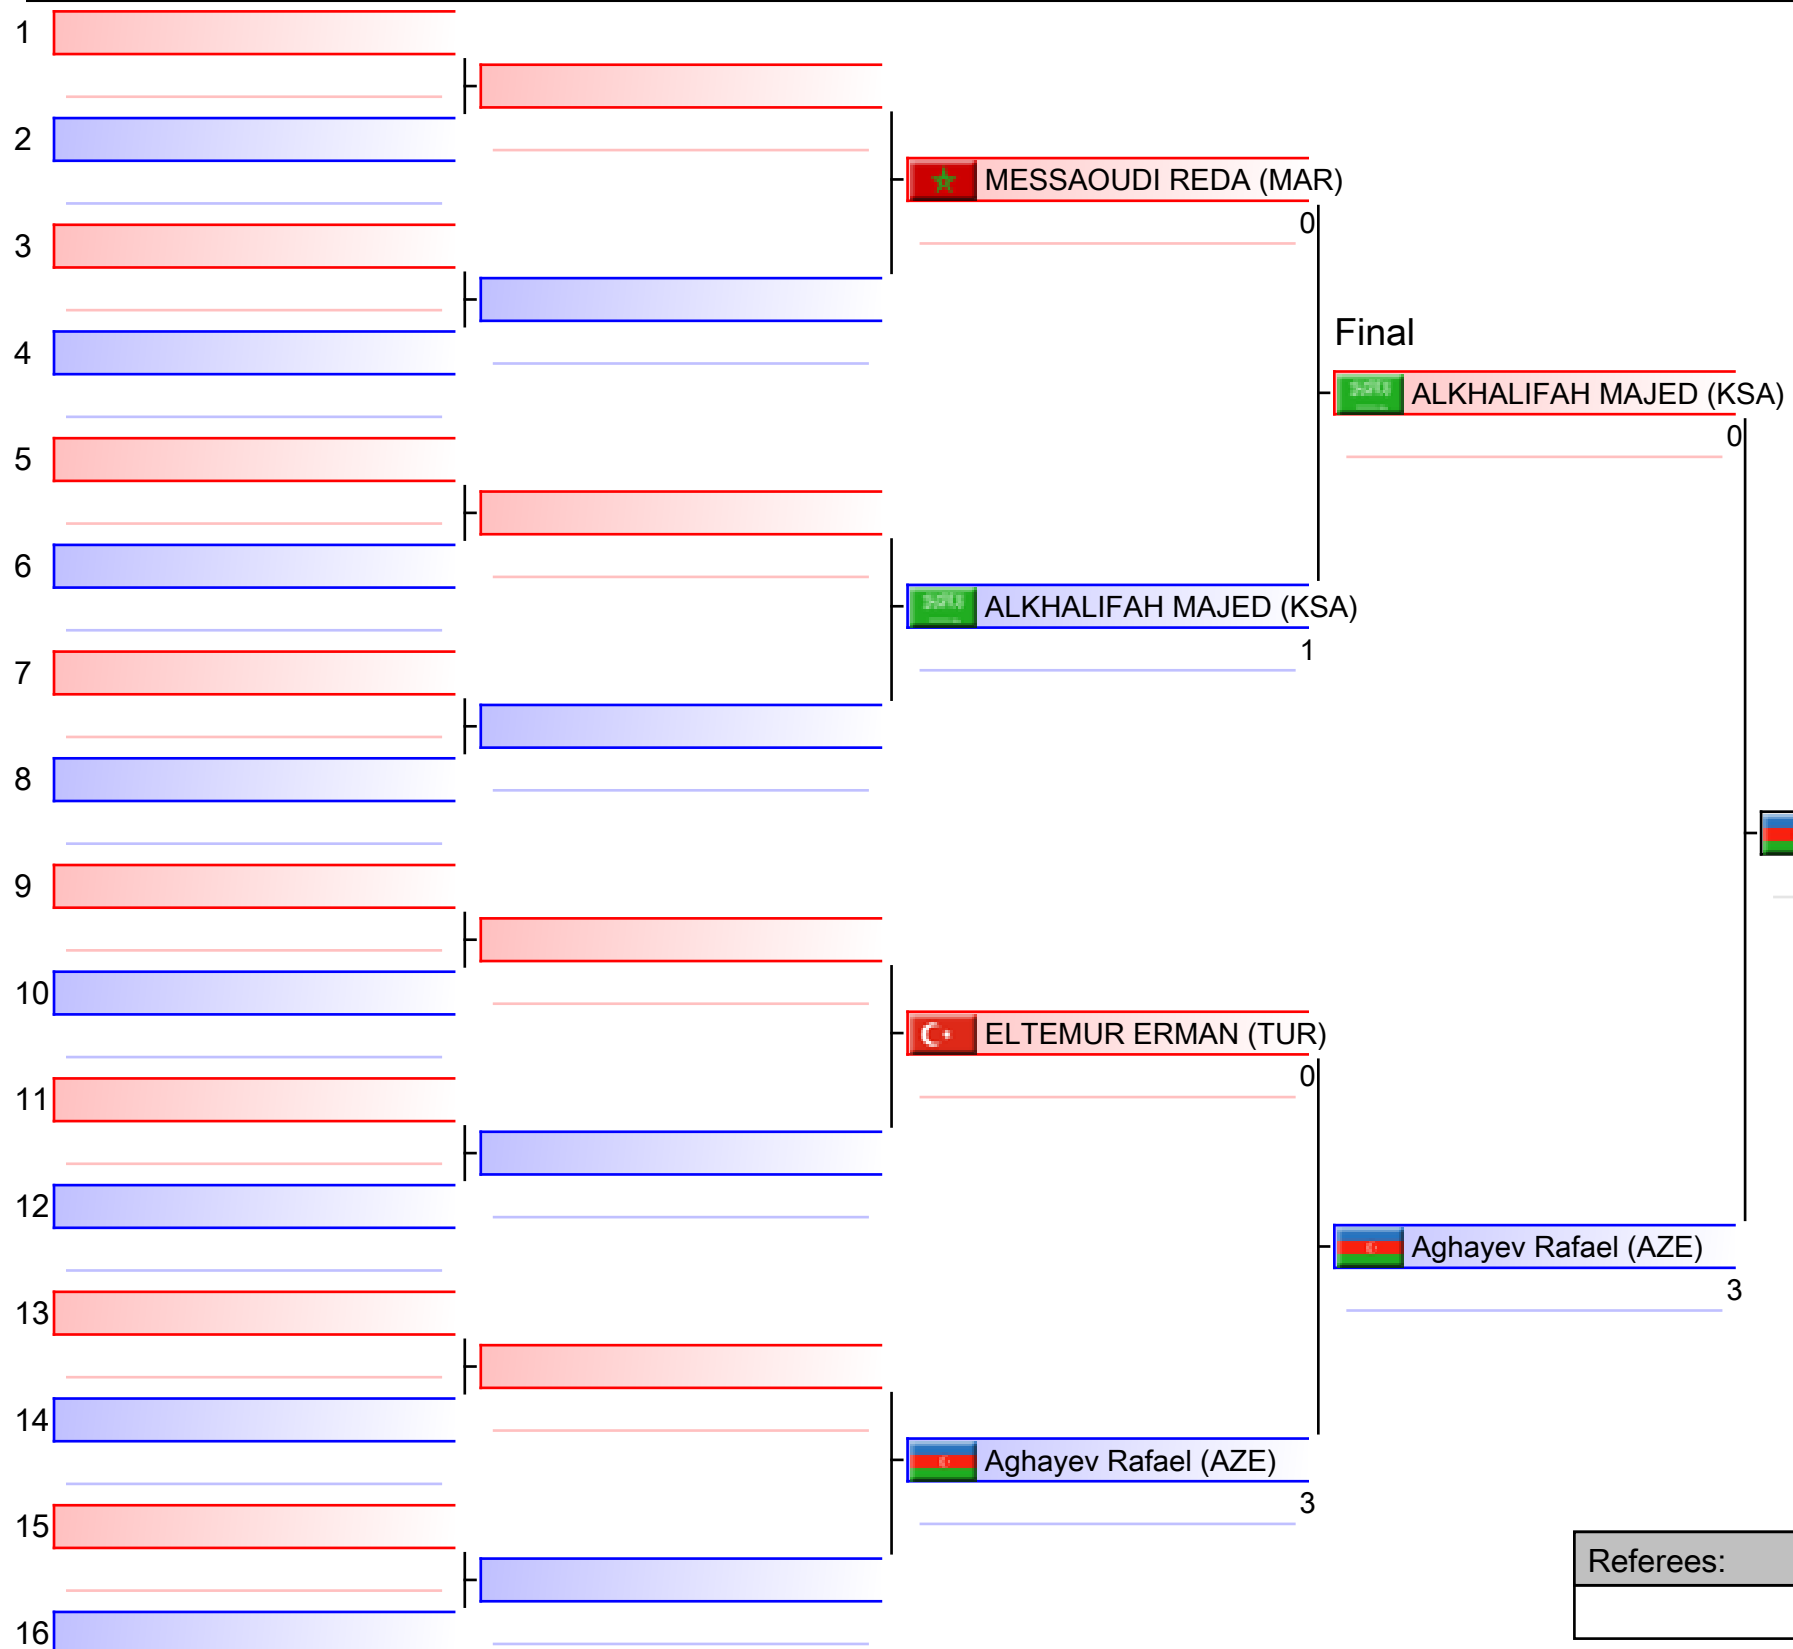 1
2
MESSAOUDI REDA (MAR)
0
3
Final
4
ALKHALIFAH MAJED (KSA)
0
5
6
ALKHALIFAH MAJED (KSA)
1
7
8
9
10
ELTEMUR ERMAN (TUR)
0
11
12
Aghayev Rafael (AZE)
3
13
14
Aghayev Rafael (AZE)
3
15
Referees:
16